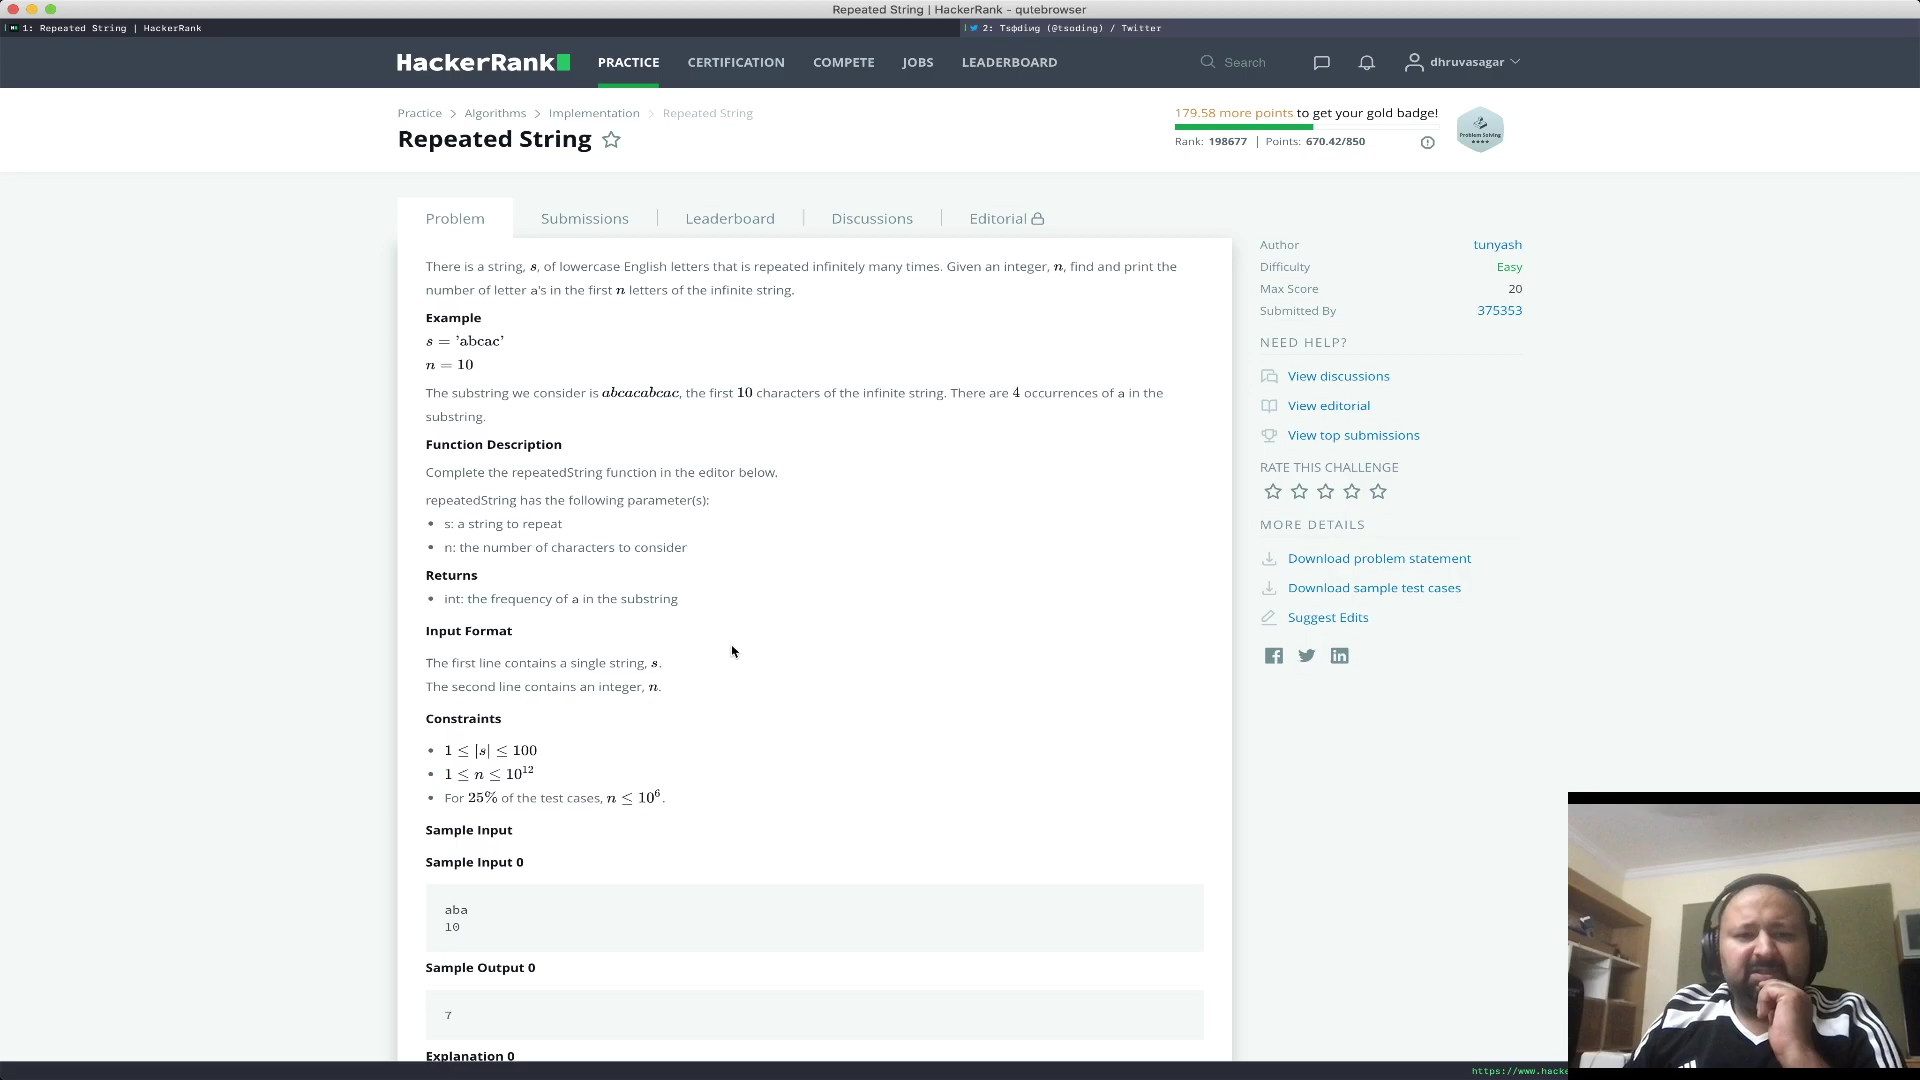 Repeated String | HackerRank - qutebrowser
1: Repeated String | HackerRank
2: Tsфdiиg (@tsoding) / Twitter
HackerRank
PRACTICE
CERTIFICATION
COMPETE
JOBS
LEADERBOARD
Search
dhruvasagar
Practice > Algorithms > Implementation > Repeated String
Repeated String
179.58 more points to get your gold badge!
Rank: 198677 | Points: 670.42/850
Problem Solving
Problem
Submissions
Leaderboard
Discussions
Editorial
There is a string, s, of lowercase English letters that is repeated infinitely many times. Given an integer, n, find and print the
number of letter a's in the first n letters of the infinite string.
Example
s = 'abcac'
n = 10
The substring we consider is abcacabcac, the first 10 characters of the infinite string. There are 4 occurrences of a in the
substring.
Function Description
Complete the repeatedString function in the editor below.
repeatedString has the following parameter(s):
• s: a string to repeat
• n: the number of characters to consider
Returns
• int: the frequency of a in the substring
Input Format
The first line contains a single string, s.
The second line contains an integer, n.
Constraints
• 1 ≤ |s| ≤ 100
• 1 ≤ n ≤ 10^12
• For 25% of the test cases, n ≤ 10^6.
Sample Input
Sample Input 0
aba
10
Sample Output 0
7
Explanation 0
Author tunyash
Difficulty Easy
Max Score 20
Submitted By 375353
NEED HELP?
View discussions
View editorial
View top submissions
RATE THIS CHALLENGE
MORE DETAILS
Download problem statement
Download sample test cases
Suggest Edits
https://www.hacke